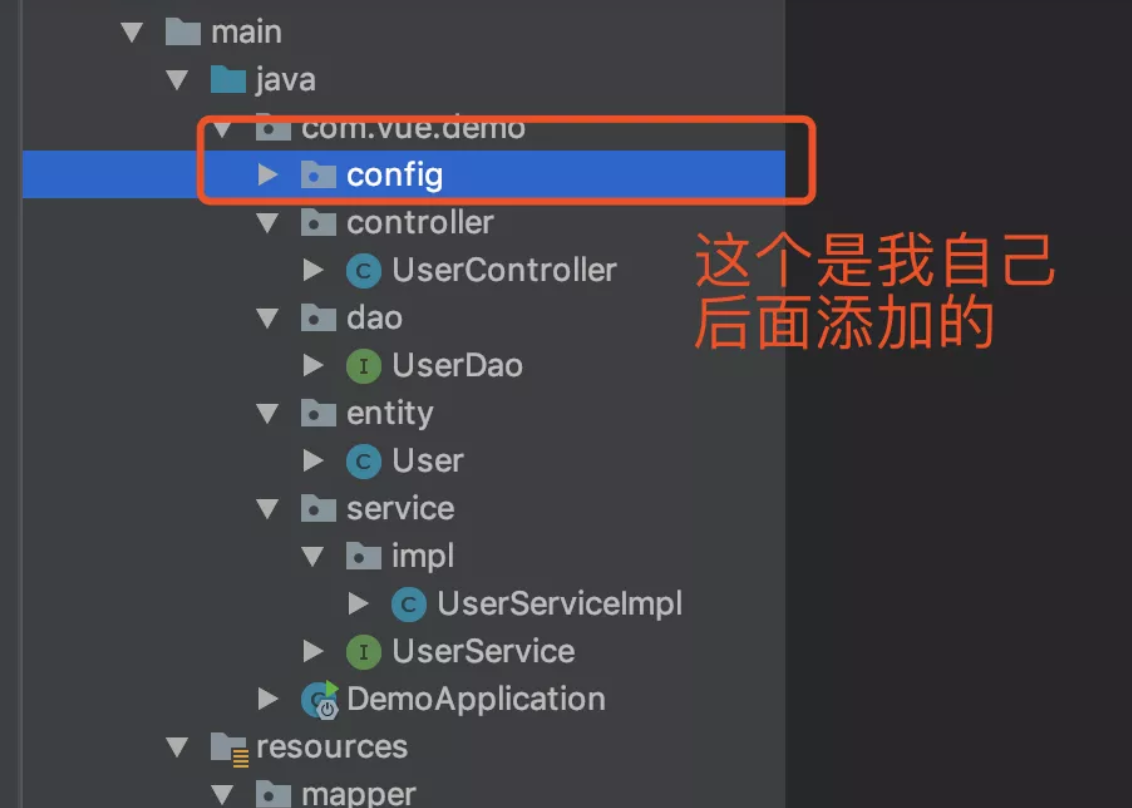 main
java
com.vue.demo
config
controller
UserController
这个是我自己
后面添加的
dao
UserDao
entity
User
service
impl
UserServiceImpl
UserService
DemoApplication
resources
mapper